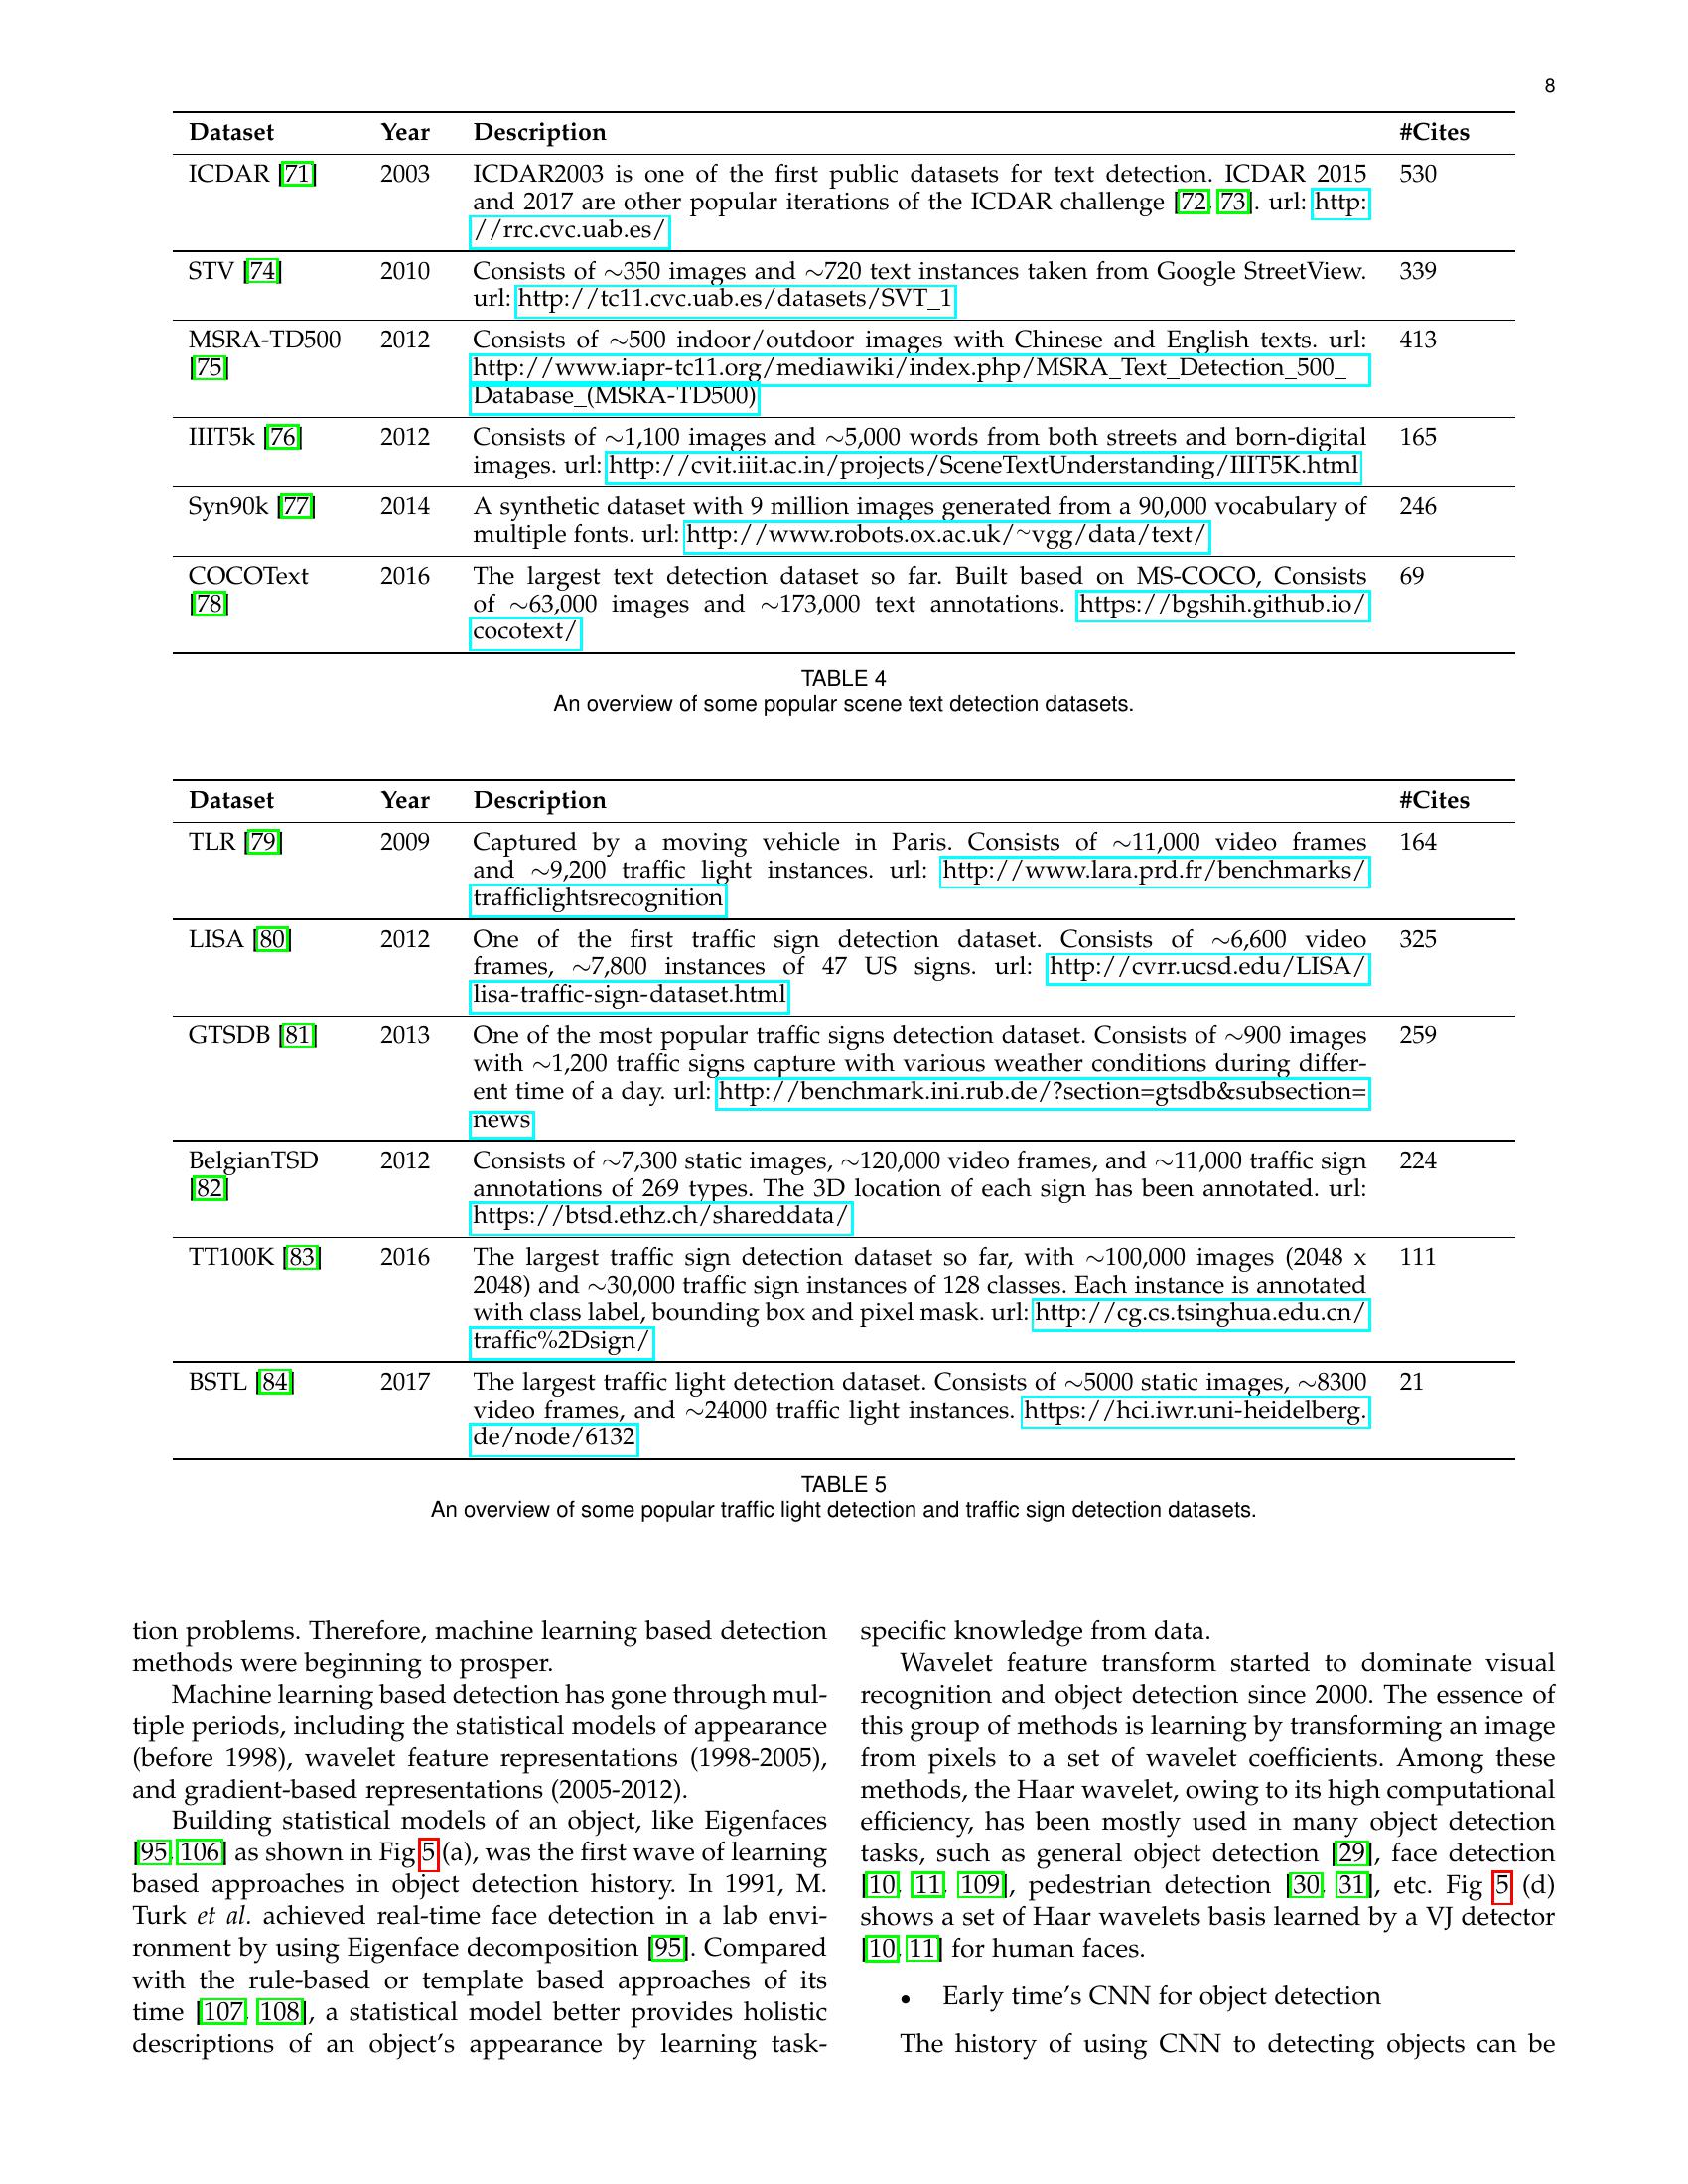 8
Dataset Year Description #Cites
ICDAR [71] 2003 ICDAR2003 is one of the first public datasets for text detection. ICDAR 2015 530
and 2017 are other popular iterations of the ICDAR challenge [72, 73]. url: http:
//rrc.cvc.uab.es/
STV [74] 2010 Consists of ∼350 images and ∼720 text instances taken from Google StreetView. 339
url: http://tc11.cvc.uab.es/datasets/SVT_1
MSRA-TD500 2012 Consists of ∼500 indoor/outdoor images with Chinese and English texts. url: 413
[75] http://www.iapr-tc11.org/mediawiki/index.php/MSRA_Text_Detection_500_
Database_(MSRA-TD500)
IIIT5k [76] 2012 Consists of ∼1,100 images and ∼5,000 words from both streets and born-digital 165
images. url: http://cvit.iiit.ac.in/projects/SceneTextUnderstanding/IIIT5K.html
Syn90k [77] 2014 A synthetic dataset with 9 million images generated from a 90,000 vocabulary of 246
multiple fonts. url: http://www.robots.ox.ac.uk/~vgg/data/text/
COCOText 2016 The largest text detection dataset so far. Built based on MS-COCO, Consists 69
[78] of ∼63,000 images and ∼173,000 text annotations. https://bgshih.github.io/
cocotext/
TABLE 4
An overview of some popular scene text detection datasets.
Dataset Year Description #Cites
TLR [79] 2009 Captured by a moving vehicle in Paris. Consists of ∼11,000 video frames 164
and ∼9,200 traffic light instances. url: http://www.lara.prd.fr/benchmarks/
trafficlightsrecognition
LISA [80] 2012 One of the first traffic sign detection dataset. Consists of ∼6,600 video 325
frames, ∼7,800 instances of 47 US signs. url: http://cvrr.ucsd.edu/LISA/
lisa-traffic-sign-dataset.html
GTSDB [81] 2013 One of the most popular traffic signs detection dataset. Consists of ∼900 images 259
with ∼1,200 traffic signs capture with various weather conditions during differ-
ent time of a day. url: http://benchmark.ini.rub.de/?section=gtsdb&subsection=
news
BelgianTSD 2012 Consists of ∼7,300 static images, ∼120,000 video frames, and ∼11,000 traffic sign 224
[82] annotations of 269 types. The 3D location of each sign has been annotated. url:
https://btsd.ethz.ch/shareddata/
TT100K [83] 2016 The largest traffic sign detection dataset so far, with ∼100,000 images (2048 x 111
2048) and ∼30,000 traffic sign instances of 128 classes. Each instance is annotated
with class label, bounding box and pixel mask. url: http://cg.cs.tsinghua.edu.cn/
traffic%2Dsign/
BSTL [84] 2017 The largest traffic light detection dataset. Consists of ∼5000 static images, ∼8300 21
video frames, and ∼24000 traffic light instances. https://hci.iwr.uni-heidelberg.
de/node/6132
TABLE 5
An overview of some popular traffic light detection and traffic sign detection datasets.
tion problems. Therefore, machine learning based detection
methods were beginning to prosper.
Machine learning based detection has gone through mul-
tiple periods, including the statistical models of appearance
(before 1998), wavelet feature representations (1998-2005),
and gradient-based representations (2005-2012).
Building statistical models of an object, like Eigenfaces
[95, 106] as shown in Fig 5 (a), was the first wave of learning
based approaches in object detection history. In 1991, M.
Turk et al. achieved real-time face detection in a lab envi-
ronment by using Eigenface decomposition [95]. Compared
with the rule-based or template based approaches of its
time [107, 108], a statistical model better provides holistic
descriptions of an object's appearance by learning task-
specific knowledge from data.
Wavelet feature transform started to dominate visual
recognition and object detection since 2000. The essence of
this group of methods is learning by transforming an image
from pixels to a set of wavelet coefficients. Among these
methods, the Haar wavelet, owing to its high computational
efficiency, has been mostly used in many object detection
tasks, such as general object detection [29], face detection
[10, 11, 109], pedestrian detection [30, 31], etc. Fig 5 (d)
shows a set of Haar wavelets basis learned by a VJ detector
[10, 11] for human faces.
• Early time's CNN for object detection
The history of using CNN to detecting objects can be